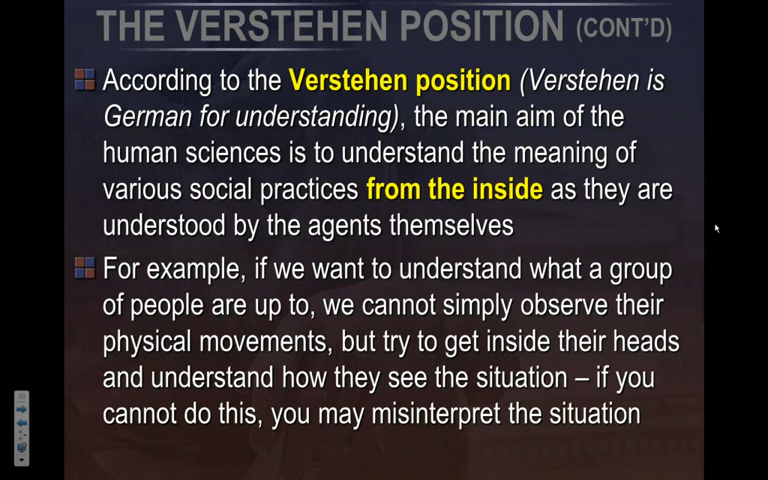 THE VERSTEHEN POSITION (CONT'D)
According to the Verstehen position (Verstehen is
German for understanding), the main aim of the
human sciences is to understand the meaning of
various social practices from the inside as they are
understood by the agents themselves
For example, if we want to understand what a group
of people are up to, we cannot simply observe their
physical movements, but try to get inside their heads
and understand how they see the situation – if you
cannot do this, you may misinterpret the situation